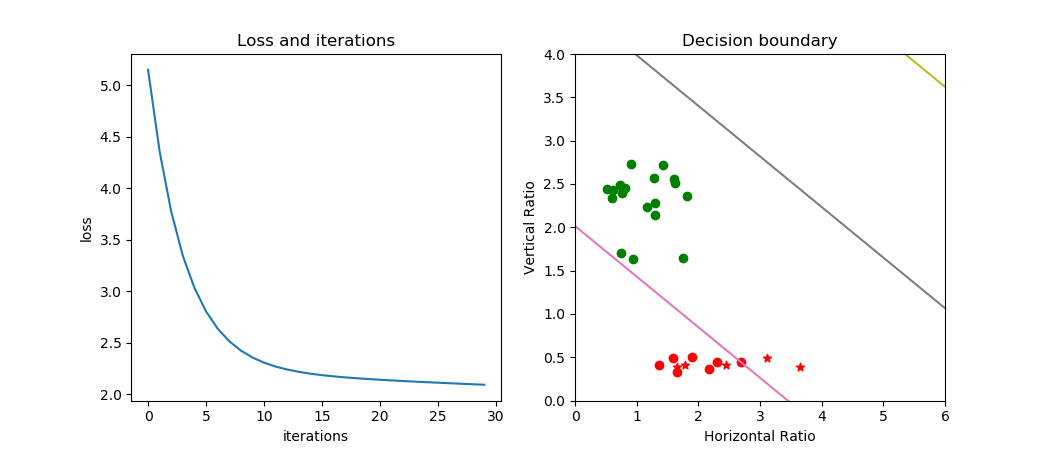 Loss and iterations
5.0
4.5
4.0
3.5
3.0
2.5
2.0
loss
0 5 10 15 20 25 30
iterations
Decision boundary
4.0
3.5
3.0
2.5
2.0
1.5
1.0
0.5
0.0
Vertical Ratio
0 1 2 3 4 5 6
Horizontal Ratio